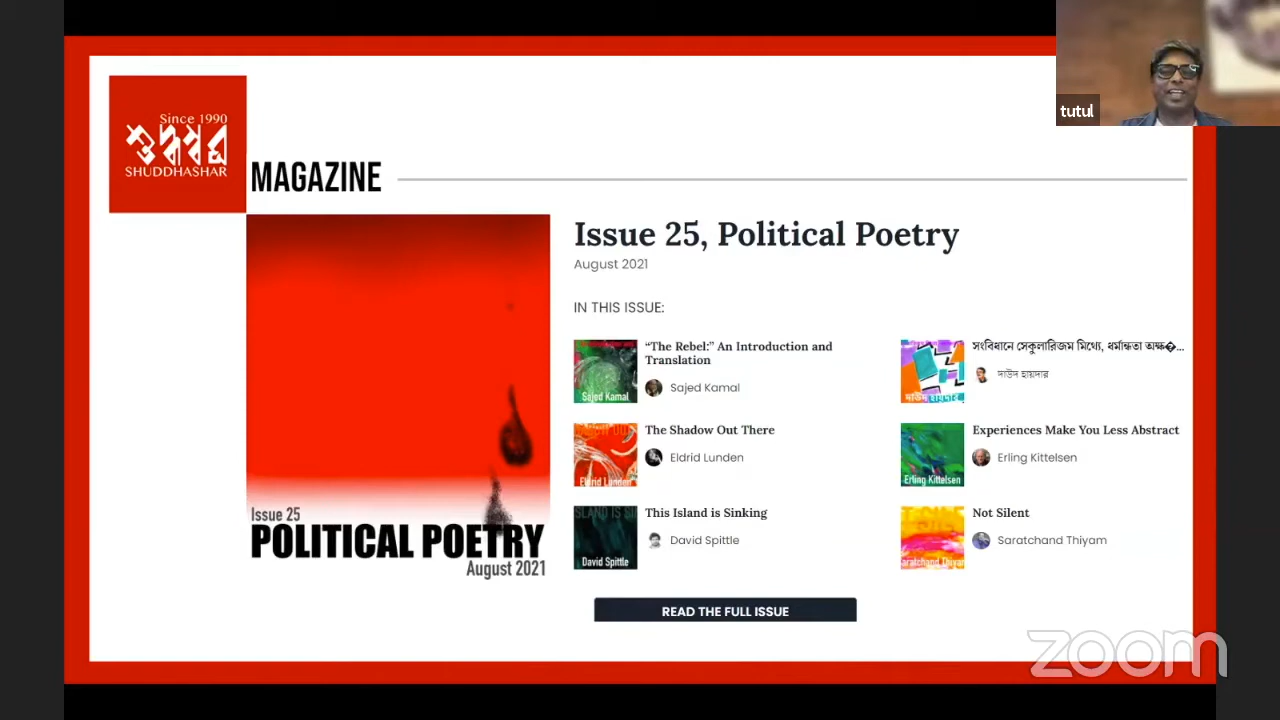 tutul
Since 1990
শুদ্ধস্বর
SHUDDHASHAR
MAGAZINE
Issue 25
POLITICAL POETRY
August 2021
Issue 25, Political Poetry
August 2021
IN THIS ISSUE:
Sajed Kamal
“The Rebel:” An Introduction and
Translation
Sajed Kamal
দাউদ হায়দার
সংবিধানে সেকুলারিজম মিথ্যে, ধর্মান্ধতা অক্ষ�...
দাউদ হায়দার
Eldrid Lunden
The Shadow Out There
Eldrid Lunden
Erling Kittelsen
Experiences Make You Less Abstract
Erling Kittelsen
David Spittle
This Island is Sinking
David Spittle
Not Silent
Saratchand Thiyam
READ THE FULL ISSUE
zoom